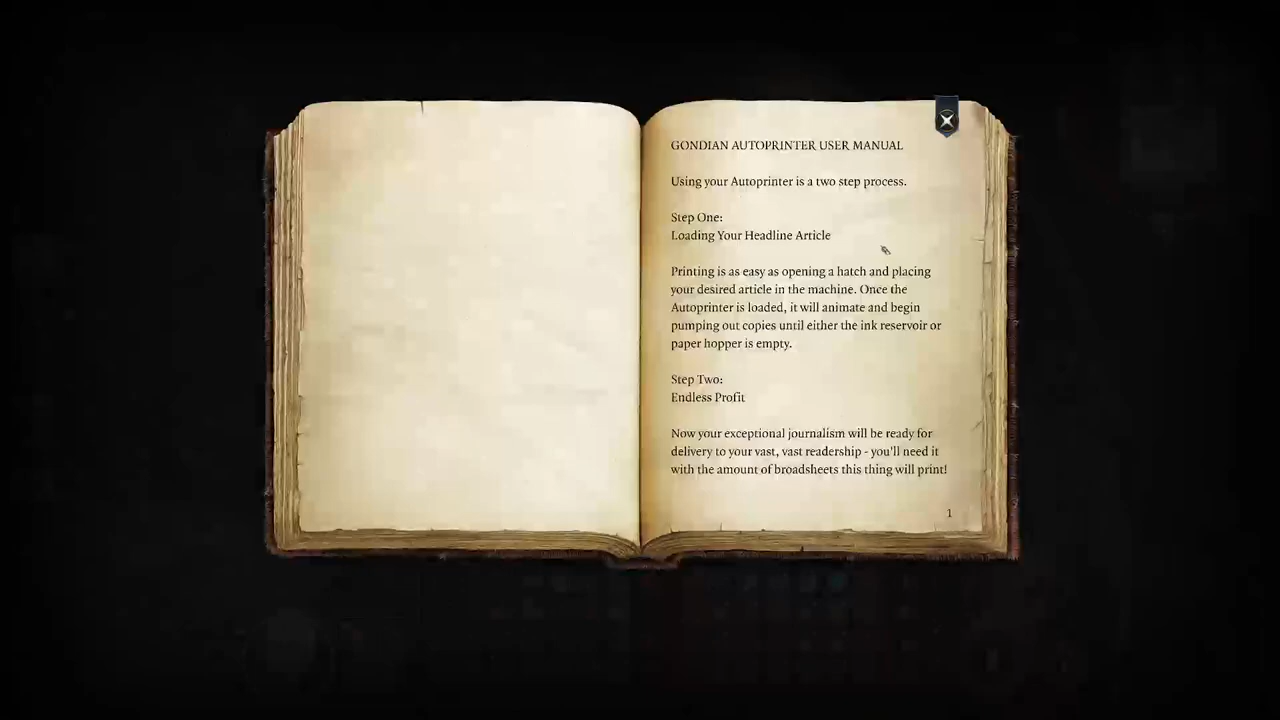 GONDIAN AUTOPRINTER USER MANUAL
Using your Autoprinter is a two step process.
Step One:
Loading Your Headline Article
Printing is as easy as opening a hatch and placing
your desired article in the machine. Once the
Autoprinter is loaded, it will animate and begin
pumping out copies until either the ink reservoir or
paper hopper is empty.
Step Two:
Endless Profit
Now your exceptional journalism will be ready for
delivery to your vast, vast readership - you'll need it
with the amount of broadsheets this thing will print!
1